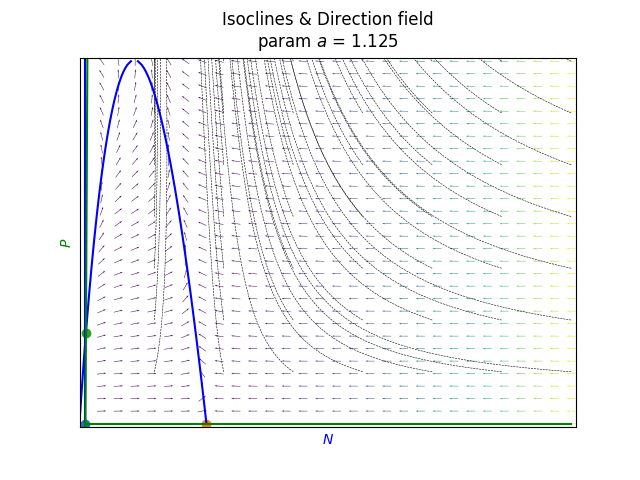 Isoclines & Direction field
param a = 1.125
P
N